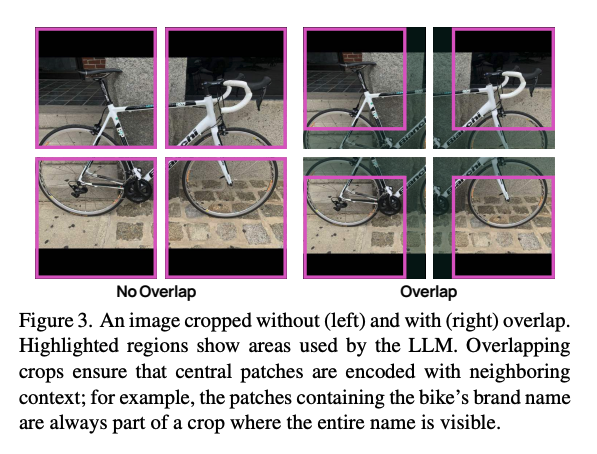 No Overlap
Overlap
Figure 3. An image cropped without (left) and with (right) overlap.
Highlighted regions show areas used by the LLM. Overlapping
crops ensure that central patches are encoded with neighboring
context; for example, the patches containing the bike's brand name
are always part of a crop where the entire name is visible.